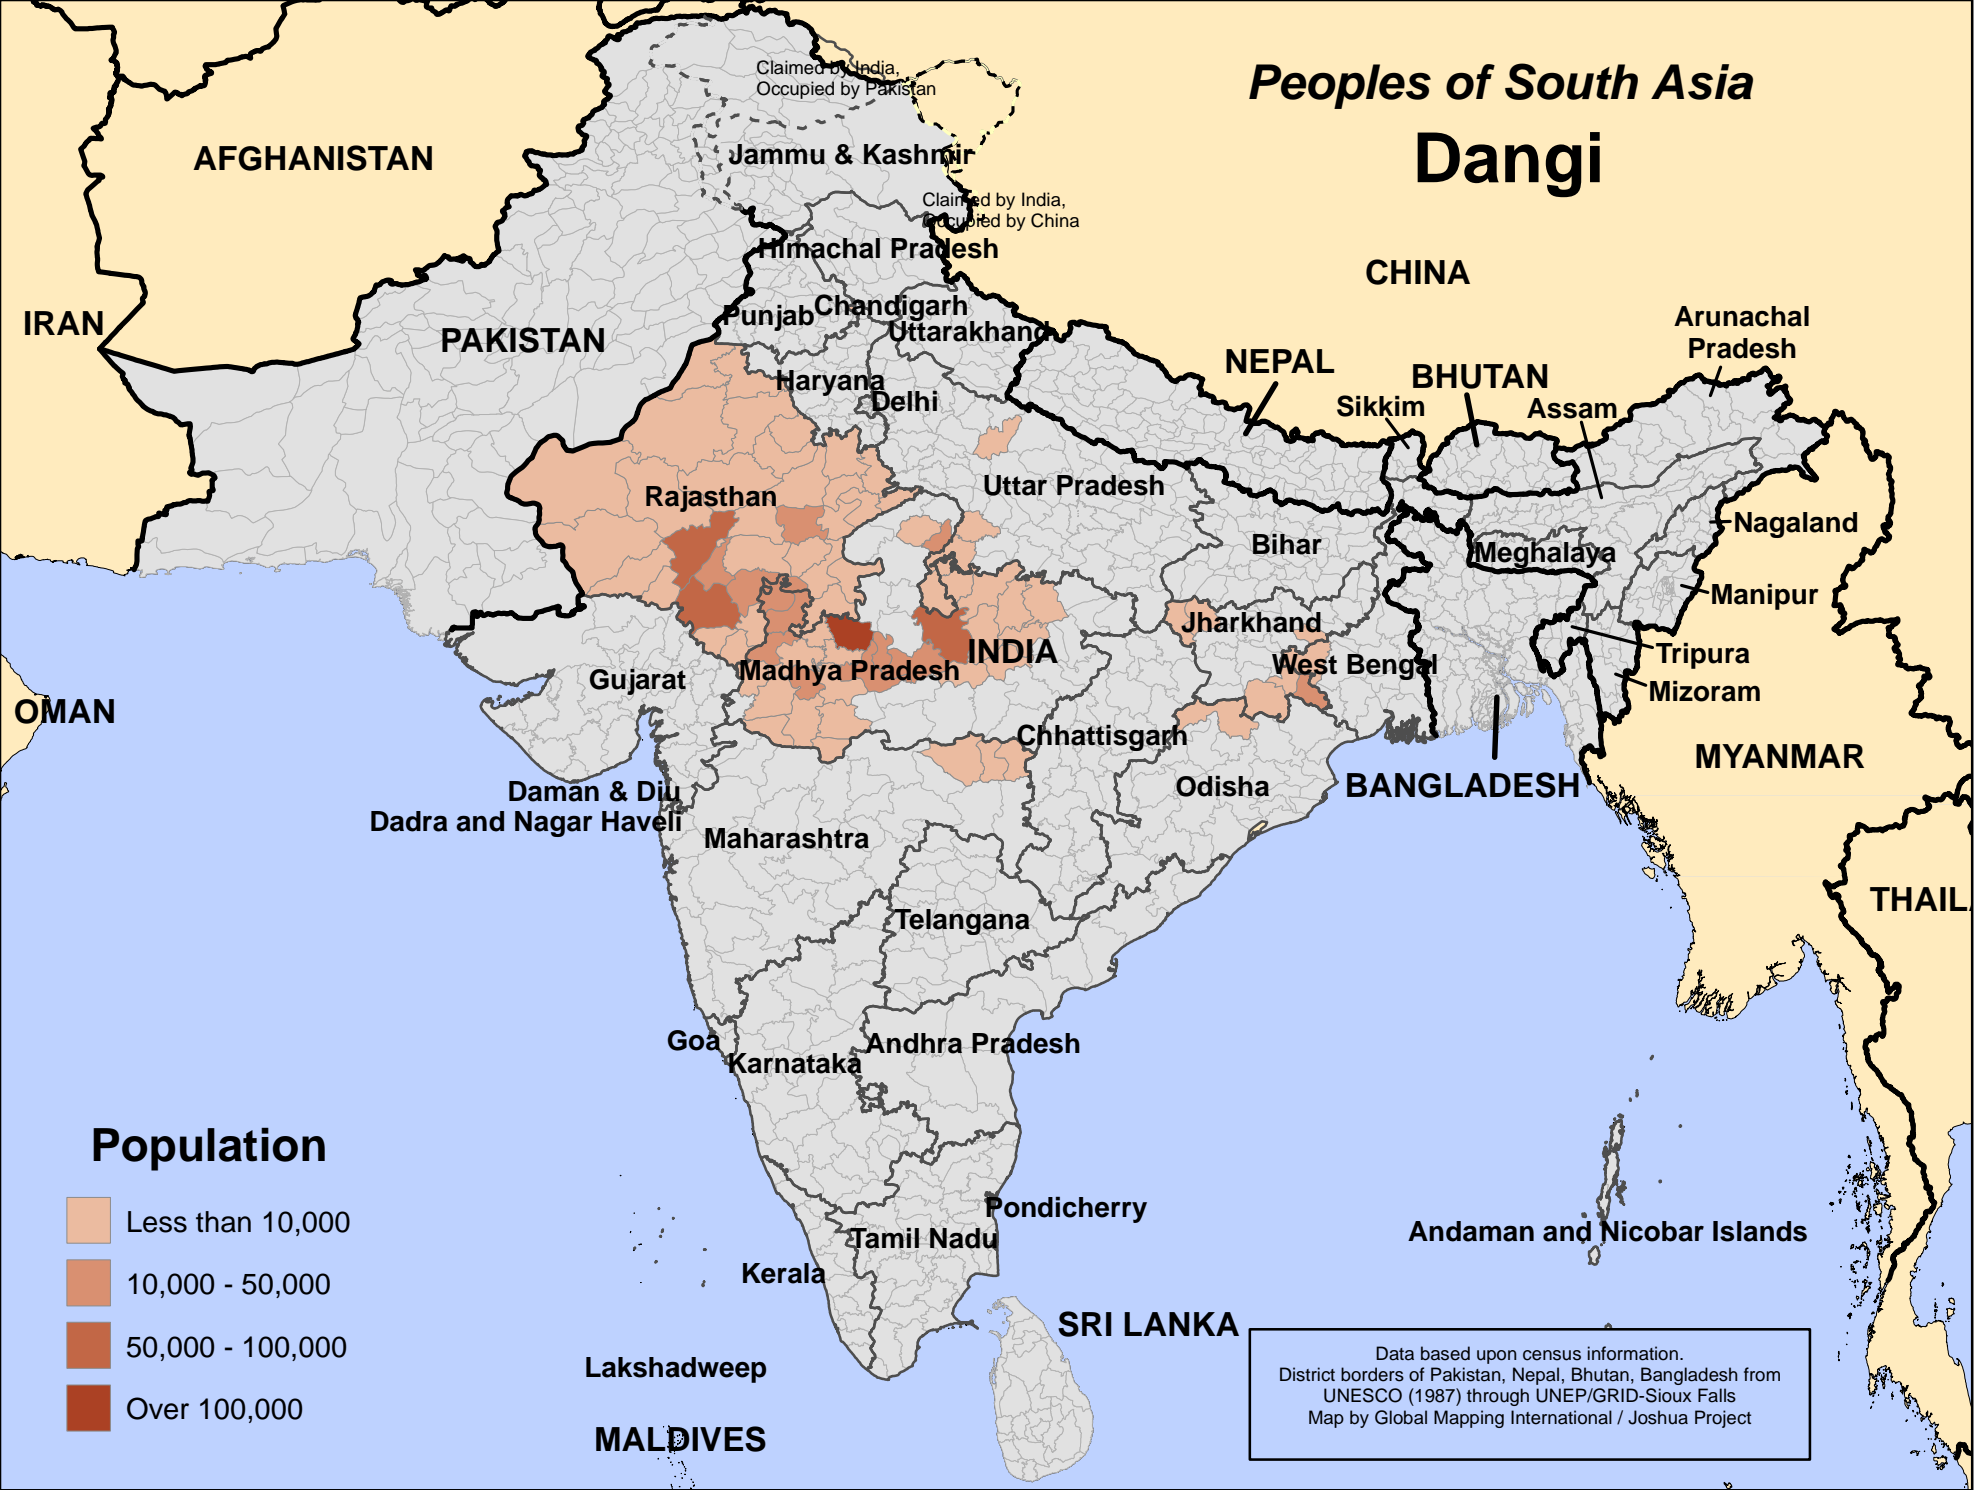 Peoples of South Asia
Dangi
Claimed by India,
Occupied by Pakistan
AFGHANISTAN
Jammu & Kashmir
Claimed by India,
Occupied by China
Himachal Pradesh
CHINA
IRAN
PAKISTAN
Punjab
Chandigarh
Uttarakhand
Arunachal
Pradesh
NEPAL
BHUTAN
Haryana
Delhi
Sikkim
Assam
Rajasthan
Uttar Pradesh
Nagaland
Bihar
Meghalaya
Manipur
Jharkhand
INDIA
Tripura
Gujarat
Madhya Pradesh
West Bengal
Mizoram
OMAN
Chhattisgarh
MYANMAR
Odisha
BANGLADESH
Daman & Diu
Dadra and Nagar Haveli
Maharashtra
THAIL
Telangana
Goa
Karnataka
Andhra Pradesh
Population
Less than 10,000
10,000 - 50,000
50,000 - 100,000
Over 100,000
Pondicherry
Tamil Nadu
Kerala
Andaman and Nicobar Islands
SRI LANKA
Lakshadweep
MALDIVES
Data based upon census information.
District borders of Pakistan, Nepal, Bhutan, Bangladesh from
UNESCO (1987) through UNEP/GRID-Sioux Falls
Map by Global Mapping International / Joshua Project